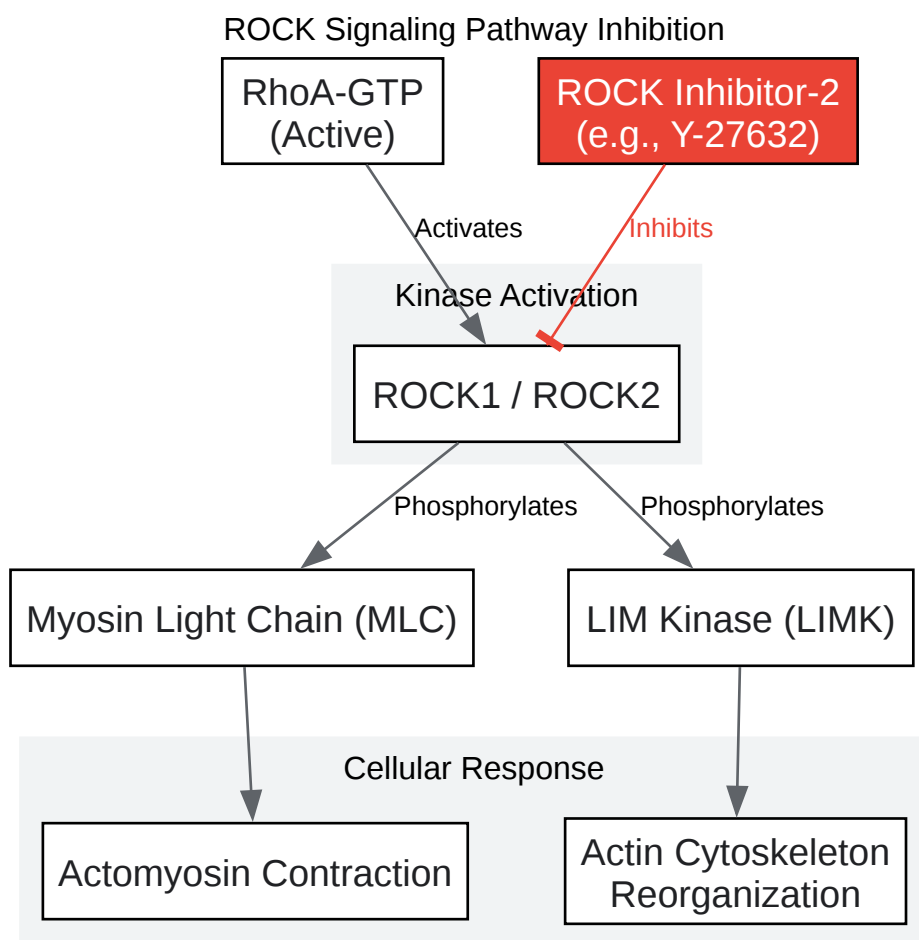 ROCK Signaling Pathway Inhibition
RhoA-GTP
(Active)
ROCK Inhibitor-2
(e.g., Y-27632)
Activates
Inhibits
Kinase Activation
ROCK1 / ROCK2
Phosphorylates
Phosphorylates
Myosin Light Chain (MLC)
LIM Kinase (LIMK)
Cellular Response
Actomyosin Contraction
Actin Cytoskeleton
Reorganization